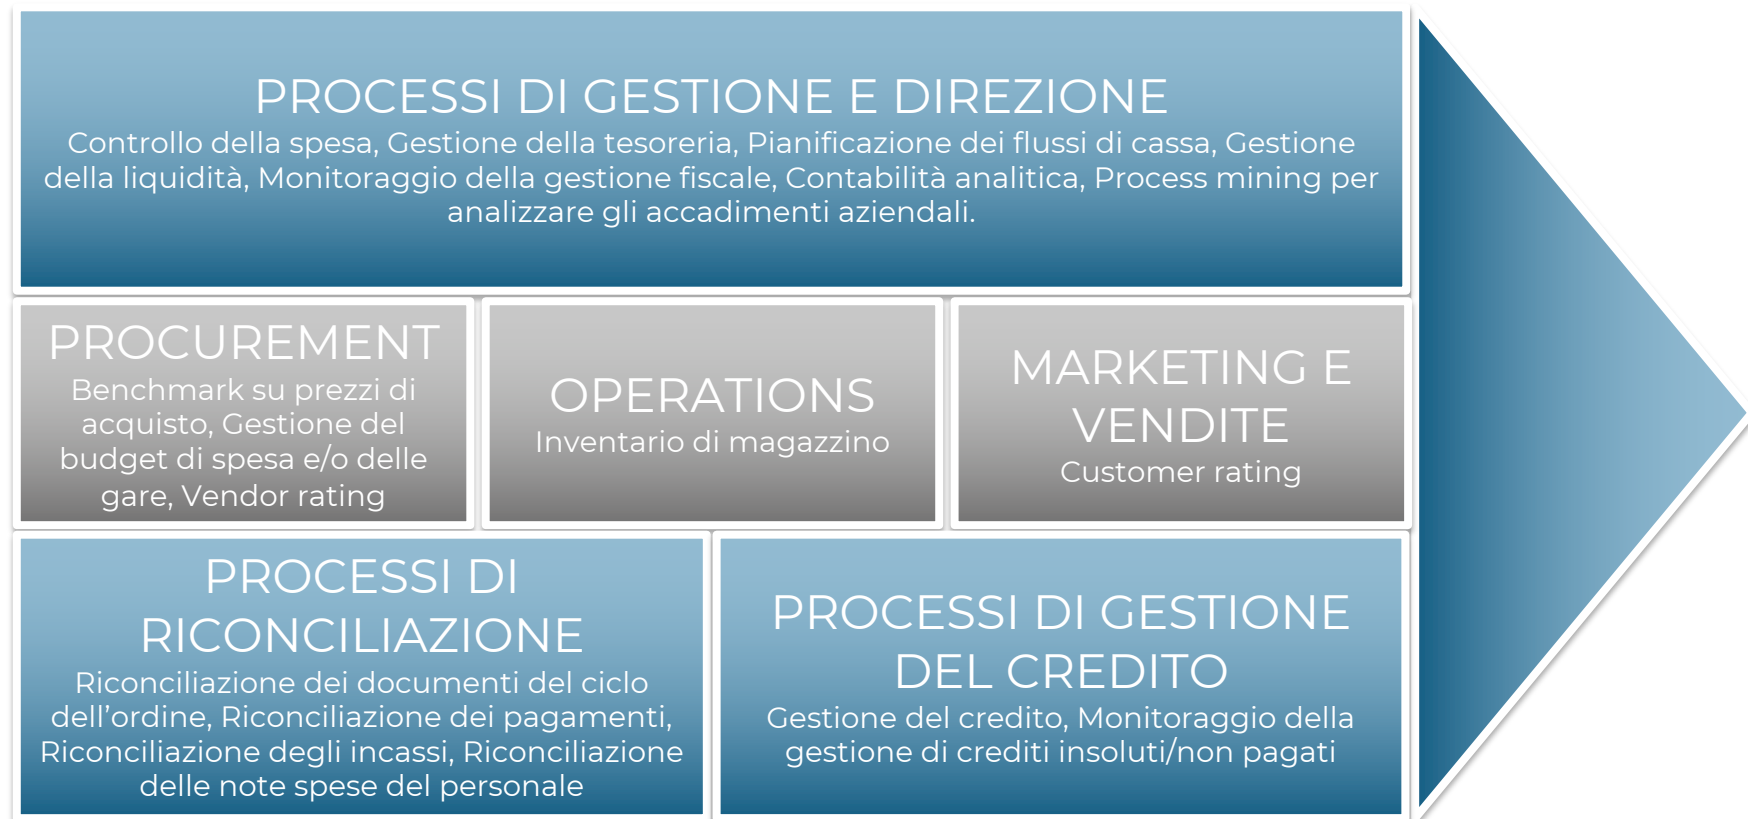 PROCESSI DI GESTIONE E DIREZIONE
Controllo della spesa, Gestione della tesoreria, Pianificazione dei flussi di cassa, Gestione
della liquidità, Monitoraggio della gestione fiscale, Contabilità analitica, Process mining per
analizzare gli accadimenti aziendali.
PROCUREMENT
Benchmark su prezzi di
acquisto, Gestione del
budget di spesa e/o delle
gare, Vendor rating
OPERATIONS
Inventario di magazzino
MARKETING E
VENDITE
Customer rating
PROCESSI DI
RICONCILIAZIONE
Riconciliazione dei documenti del ciclo
dell’ordine, Riconciliazione dei pagamenti,
Riconciliazione degli incassi, Riconciliazione
delle note spese del personale
PROCESSI DI GESTIONE
DEL CREDITO
Gestione del credito, Monitoraggio della
gestione di crediti insoluti/non pagati